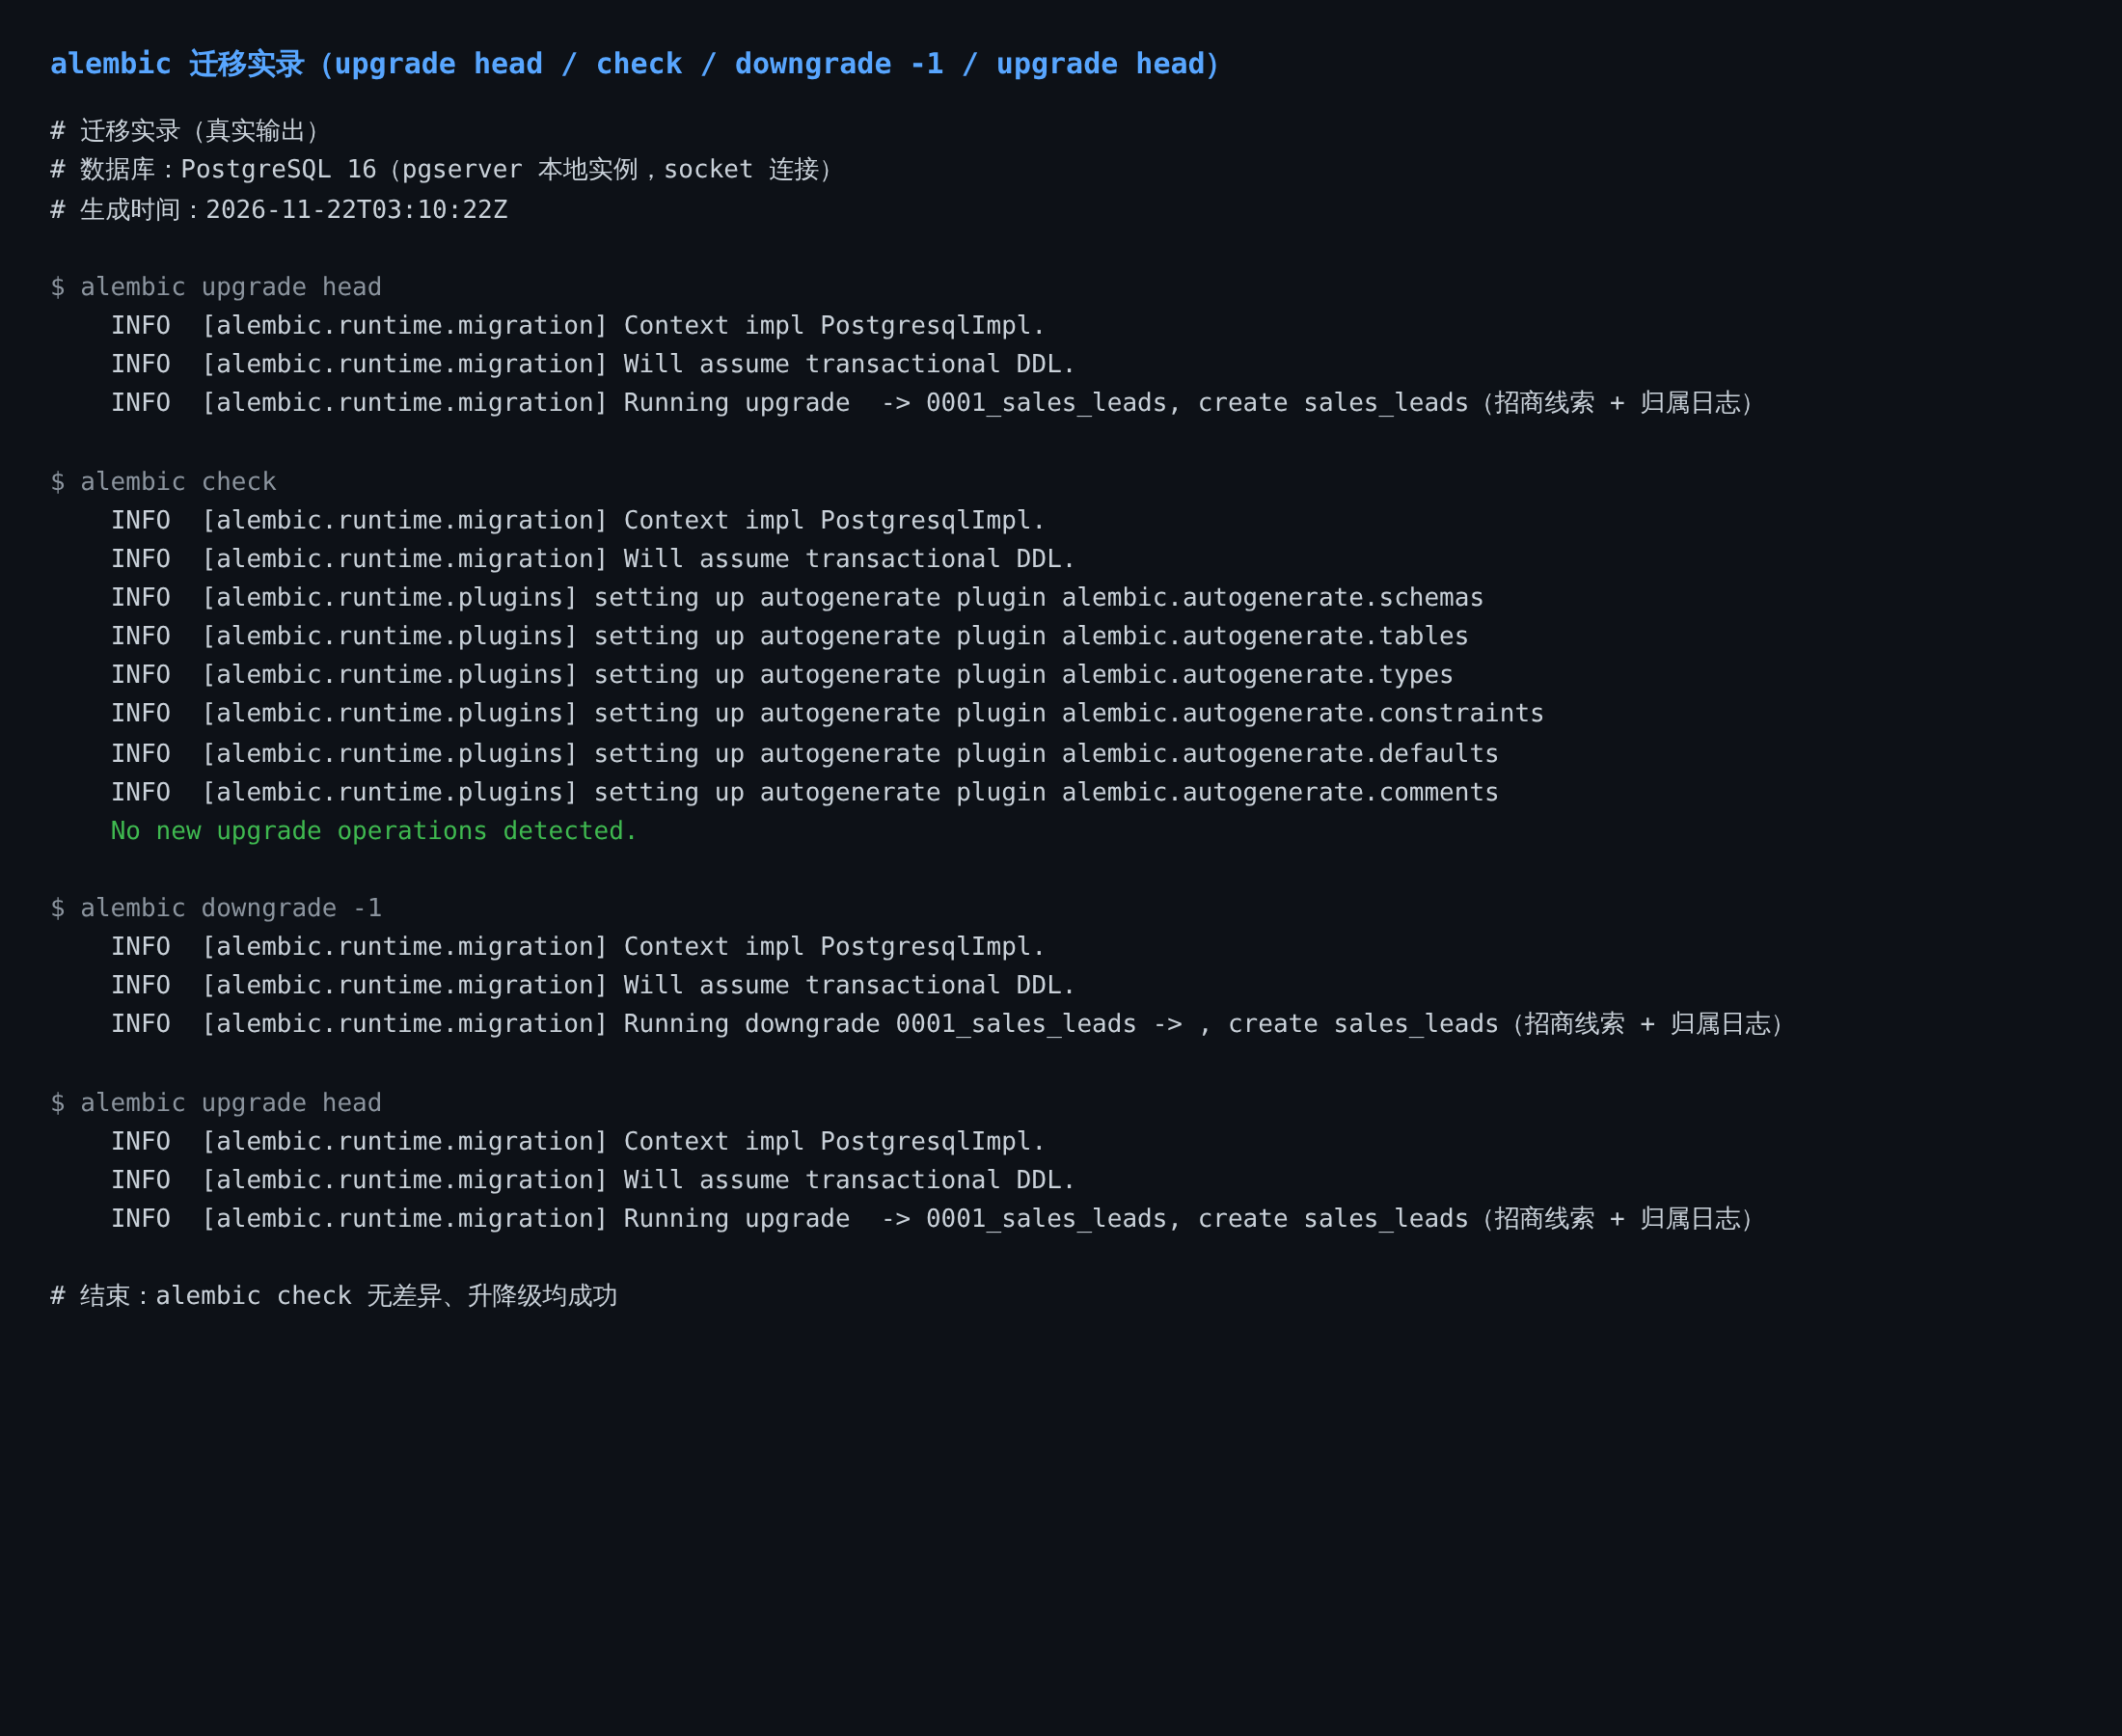 alembic 迁移实录（upgrade head / check / downgrade -1 / upgrade head）
# 迁移实录（真实输出）
# 数据库：PostgreSQL 16（pgserver 本地实例，socket 连接）
# 生成时间：2026-11-22T03:10:22Z
$ alembic upgrade head
INFO  [alembic.runtime.migration] Context impl PostgresqlImpl.
INFO  [alembic.runtime.migration] Will assume transactional DDL.
INFO  [alembic.runtime.migration] Running upgrade  -> 0001_sales_leads, create sales_leads（招商线索 + 归属日志）
$ alembic check
INFO  [alembic.runtime.migration] Context impl PostgresqlImpl.
INFO  [alembic.runtime.migration] Will assume transactional DDL.
INFO  [alembic.runtime.plugins] setting up autogenerate plugin alembic.autogenerate.schemas
INFO  [alembic.runtime.plugins] setting up autogenerate plugin alembic.autogenerate.tables
INFO  [alembic.runtime.plugins] setting up autogenerate plugin alembic.autogenerate.types
INFO  [alembic.runtime.plugins] setting up autogenerate plugin alembic.autogenerate.constraints
INFO  [alembic.runtime.plugins] setting up autogenerate plugin alembic.autogenerate.defaults
INFO  [alembic.runtime.plugins] setting up autogenerate plugin alembic.autogenerate.comments
No new upgrade operations detected.
$ alembic downgrade -1
INFO  [alembic.runtime.migration] Context impl PostgresqlImpl.
INFO  [alembic.runtime.migration] Will assume transactional DDL.
INFO  [alembic.runtime.migration] Running downgrade 0001_sales_leads -> , create sales_leads（招商线索 + 归属日志）
$ alembic upgrade head
INFO  [alembic.runtime.migration] Context impl PostgresqlImpl.
INFO  [alembic.runtime.migration] Will assume transactional DDL.
INFO  [alembic.runtime.migration] Running upgrade  -> 0001_sales_leads, create sales_leads（招商线索 + 归属日志）
# 结束：alembic check 无差异、升降级均成功